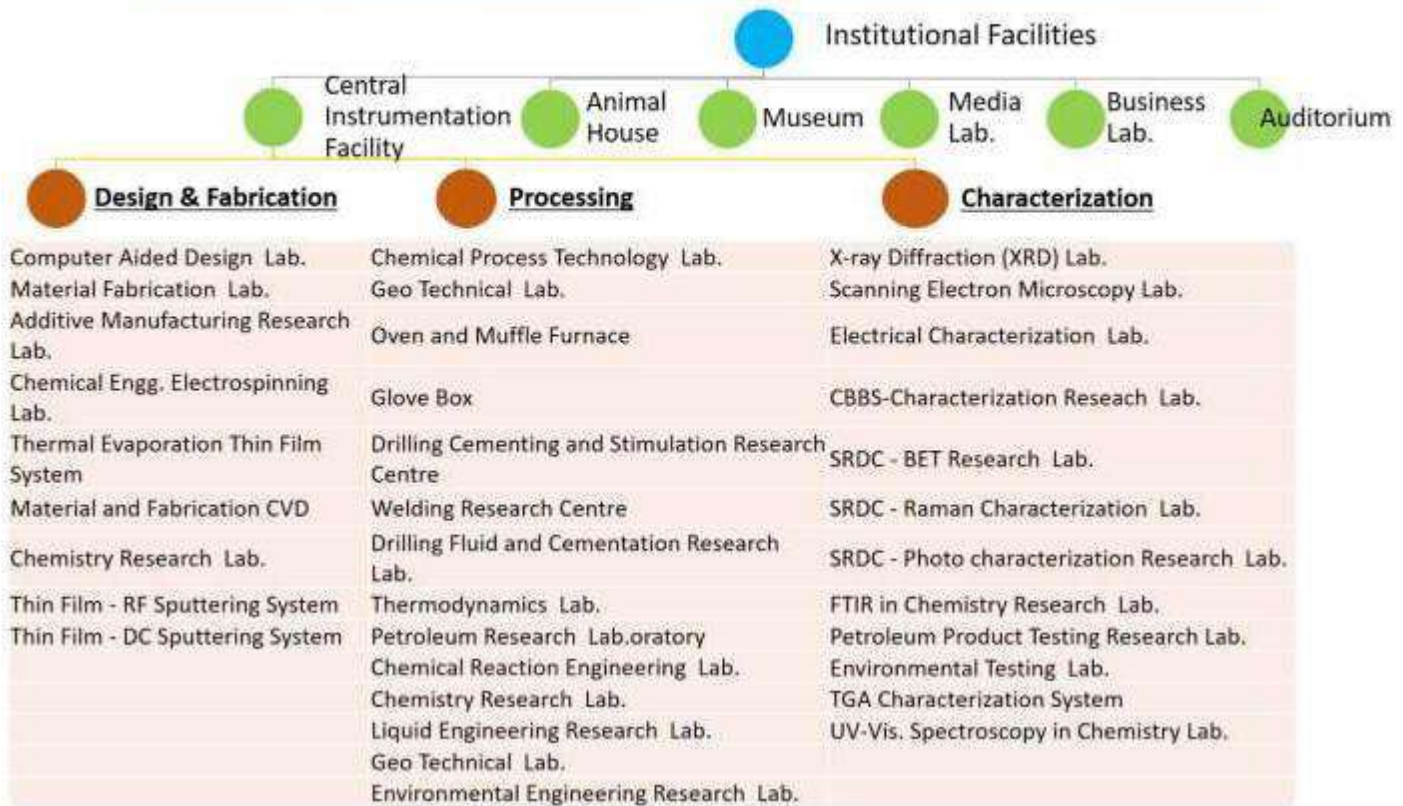 Institutional Facilities
Central
Instrumentation
Facility
Animal
House
Museum
Media
Lab.
Business
Lab.
Auditorium
Design & Fabrication
Computer Aided Design Lab.
Material Fabrication Lab.
Additive Manufacturing Research
Lab.
Chemical Engg. Electrospinning
Lab.
Thermal Evaporation Thin Film
System
Material and Fabrication CVD
Chemistry Research Lab.
Thin Film - RF Sputtering System
Thin Film - DC Sputtering System
Processing
Chemical Process Technology Lab.
Geo Technical Lab.
Oven and Muffle Furnace
Glove Box
Drilling Cementing and Stimulation Research
Centre
Welding Research Centre
Drilling Fluid and Cementation Research
Lab.
Thermodynamics Lab.
Petroleum Research Lab.oratory
Chemical Reaction Engineering Lab.
Chemistry Research Lab.
Liquid Engineering Research Lab.
Geo Technical Lab.
Environmental Engineering Research Lab.
Characterization
X-ray Diffraction (XRD) Lab.
Scanning Electron Microscopy Lab.
Electrical Characterization Lab.
CBBS-Characterization Reseach Lab.
SRDC - BET Research Lab.
SRDC - Raman Characterization Lab.
SRDC - Photo characterization Research Lab.
FTIR in Chemistry Research Lab.
Petroleum Product Testing Research Lab.
Environmental Testing Lab.
TGA Characterization System
UV-Vis. Spectroscopy in Chemistry Lab.